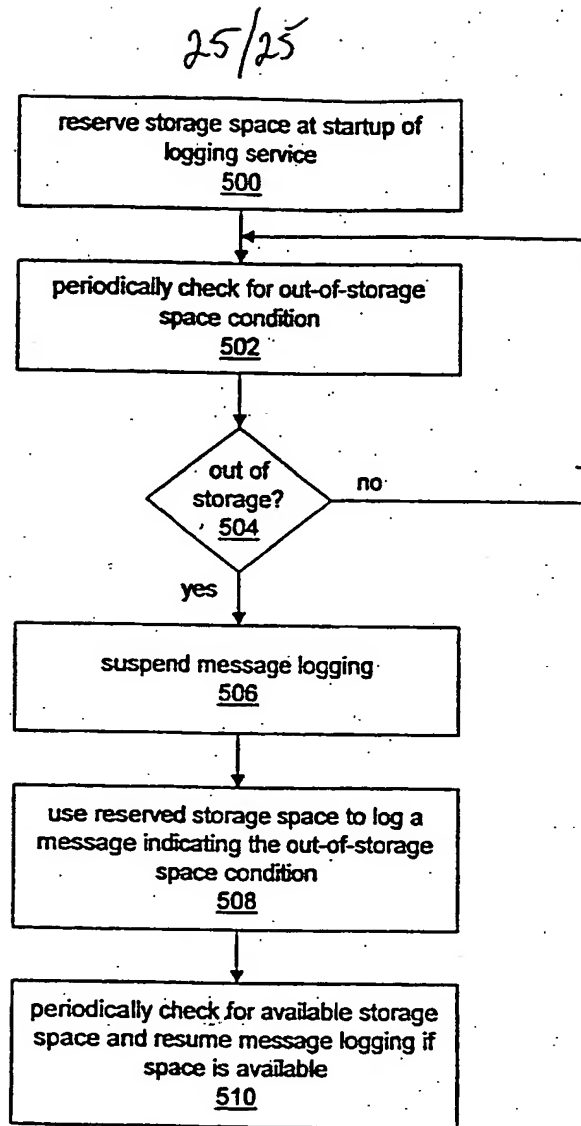 25/25
reserve storage space at startup of
logging service
500
periodically check for out-of-storage
space condition
502
out of
storage?
504
no
yes
suspend message logging
506
use reserved storage space to log a
message indicating the out-of-storage
space condition
508
periodically check for available storage
space and resume message logging if
space is available
510